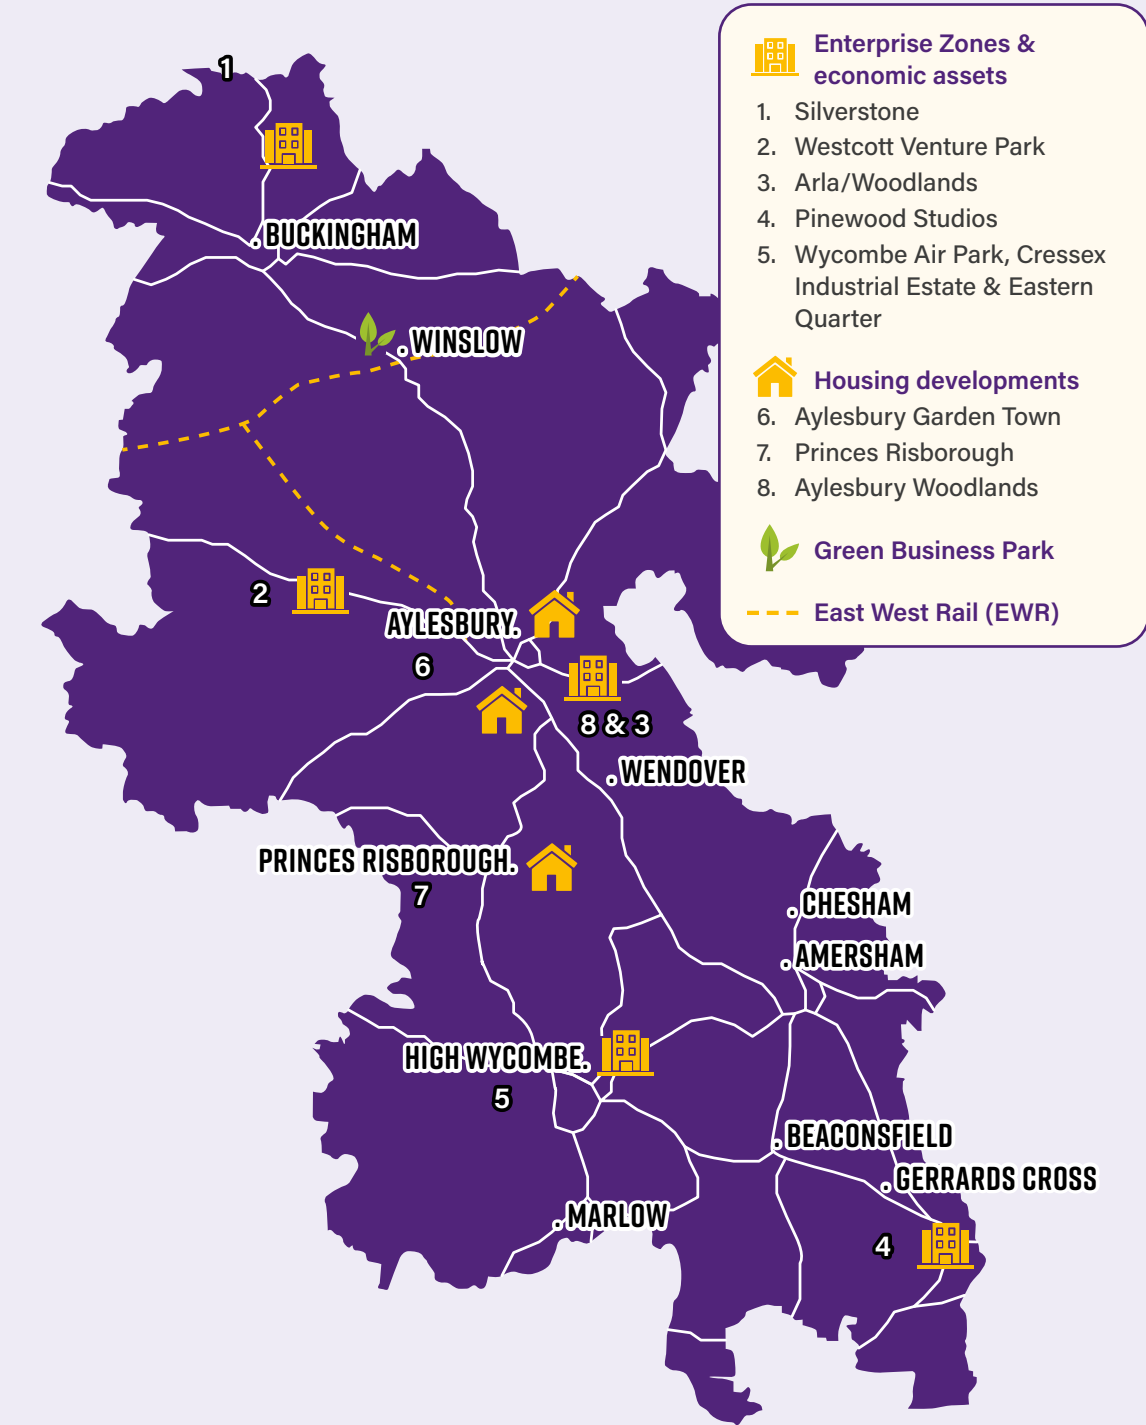 Enterprise Zones &
economic assets
1. Silverstone
2. Westcott Venture Park
3. Arla/Woodlands
4. Pinewood Studios
5. Wycombe Air Park, Cressex
Industrial Estate & Eastern
Quarter
Housing developments
6. Aylesbury Garden Town
7. Princes Risborough
8. Aylesbury Woodlands
Green Business Park
East West Rail (EWR)
1
. BUCKINGHAM
. WINSLOW
2
AYLESBURY.
6
8 & 3
. WENDOVER
PRINCES RISBOROUGH.
7
. CHESHAM
. AMERSHAM
HIGH WYCOMBE.
5
. BEACONSFIELD
. GERRARDS CROSS
. MARLOW
4